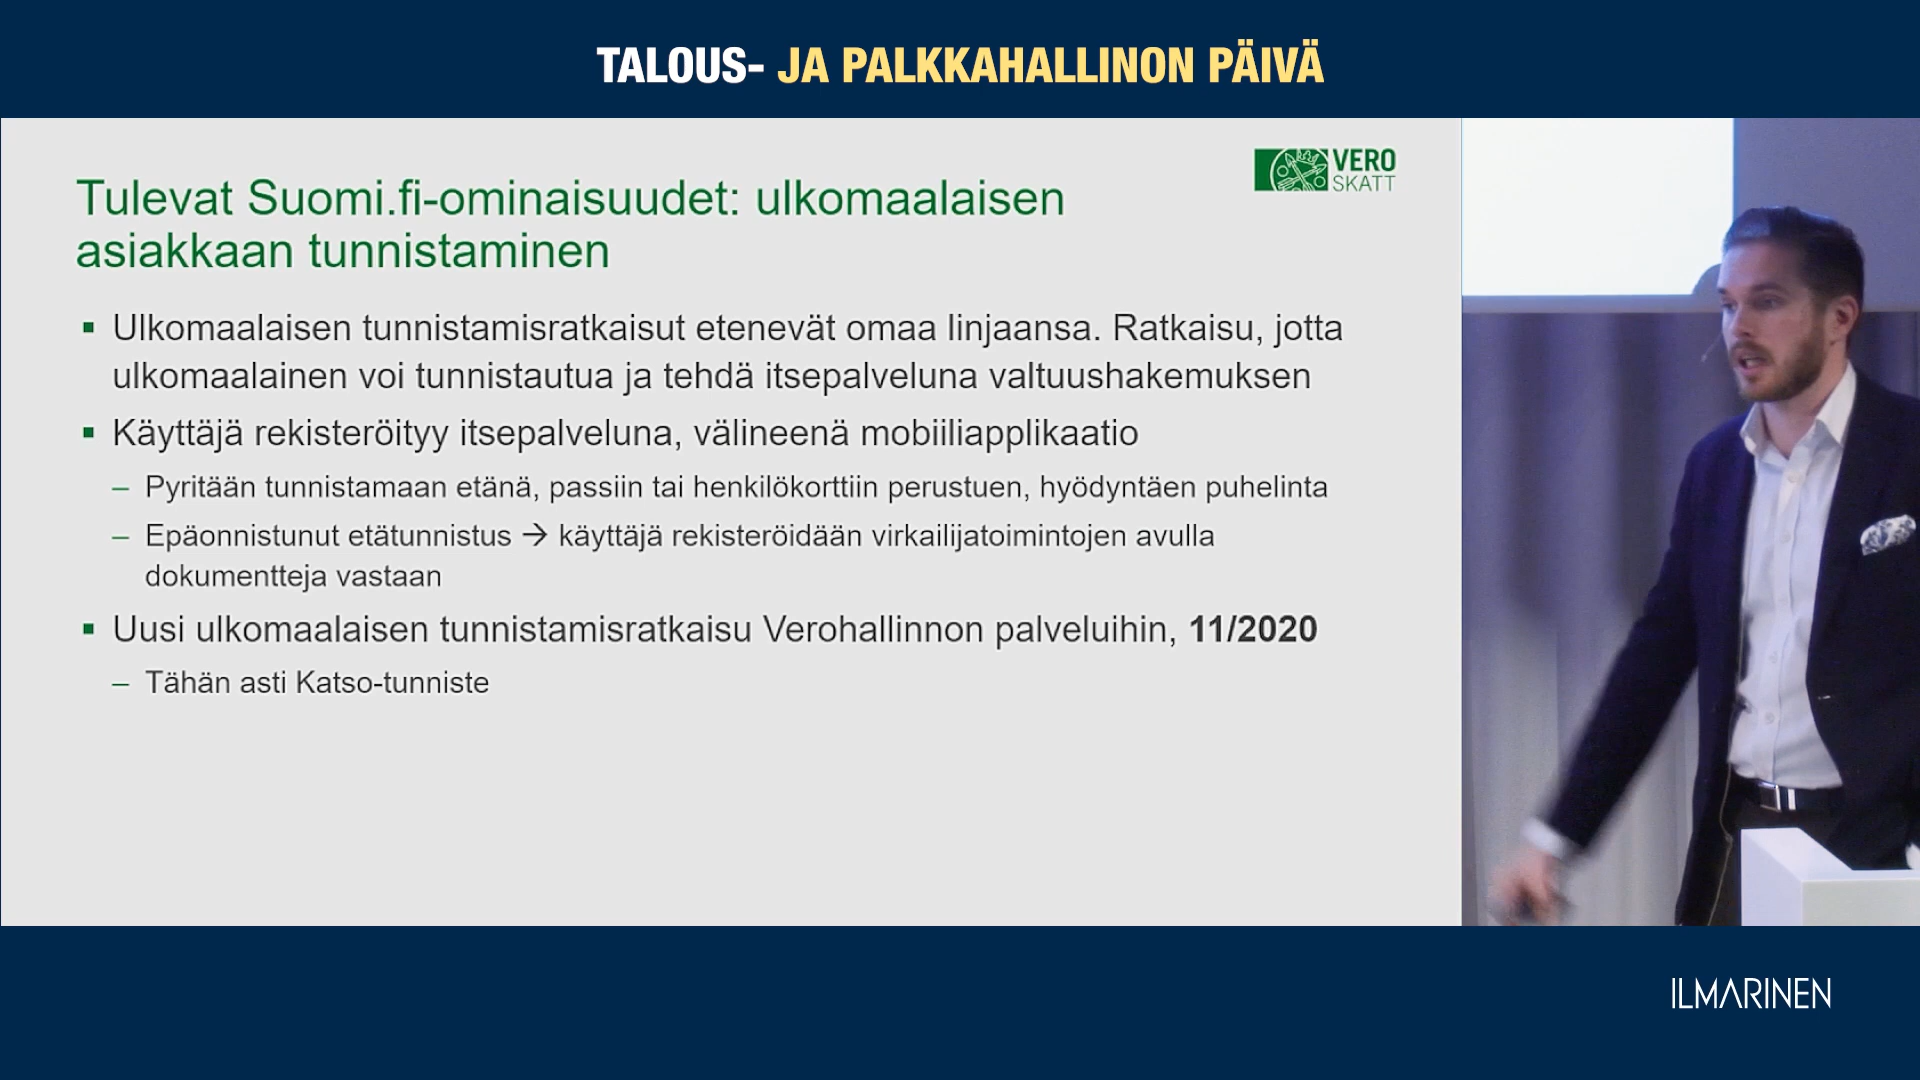 TALOUS- JA PALKKAHALLINON PÄIVÄ
VERO
SKATT
Tulevat Suomi.fi-ominaisuudet: ulkomaalaisen
asiakkaan tunnistaminen
▪ Ulkomaalaisen tunnistamisratkaisut etenevät omaa linjaansa. Ratkaisu, jotta
ulkomaalainen voi tunnistautua ja tehdä itsepalveluna valtuushakemuksen
▪ Käyttäjä rekisteröityy itsepalveluna, välineenä mobiiliapplikaatio
– Pyritään tunnistamaan etänä, passiin tai henkilökorttiin perustuen, hyödyntäen puhelinta
– Epäonnistunut etätunnistus → käyttäjä rekisteröidään virkailijatoimintojen avulla
dokumentteja vastaan
▪ Uusi ulkomaalaisen tunnistamisratkaisu Verohallinnon palveluihin, 11/2020
– Tähän asti Katso-tunniste
ILMARINEN